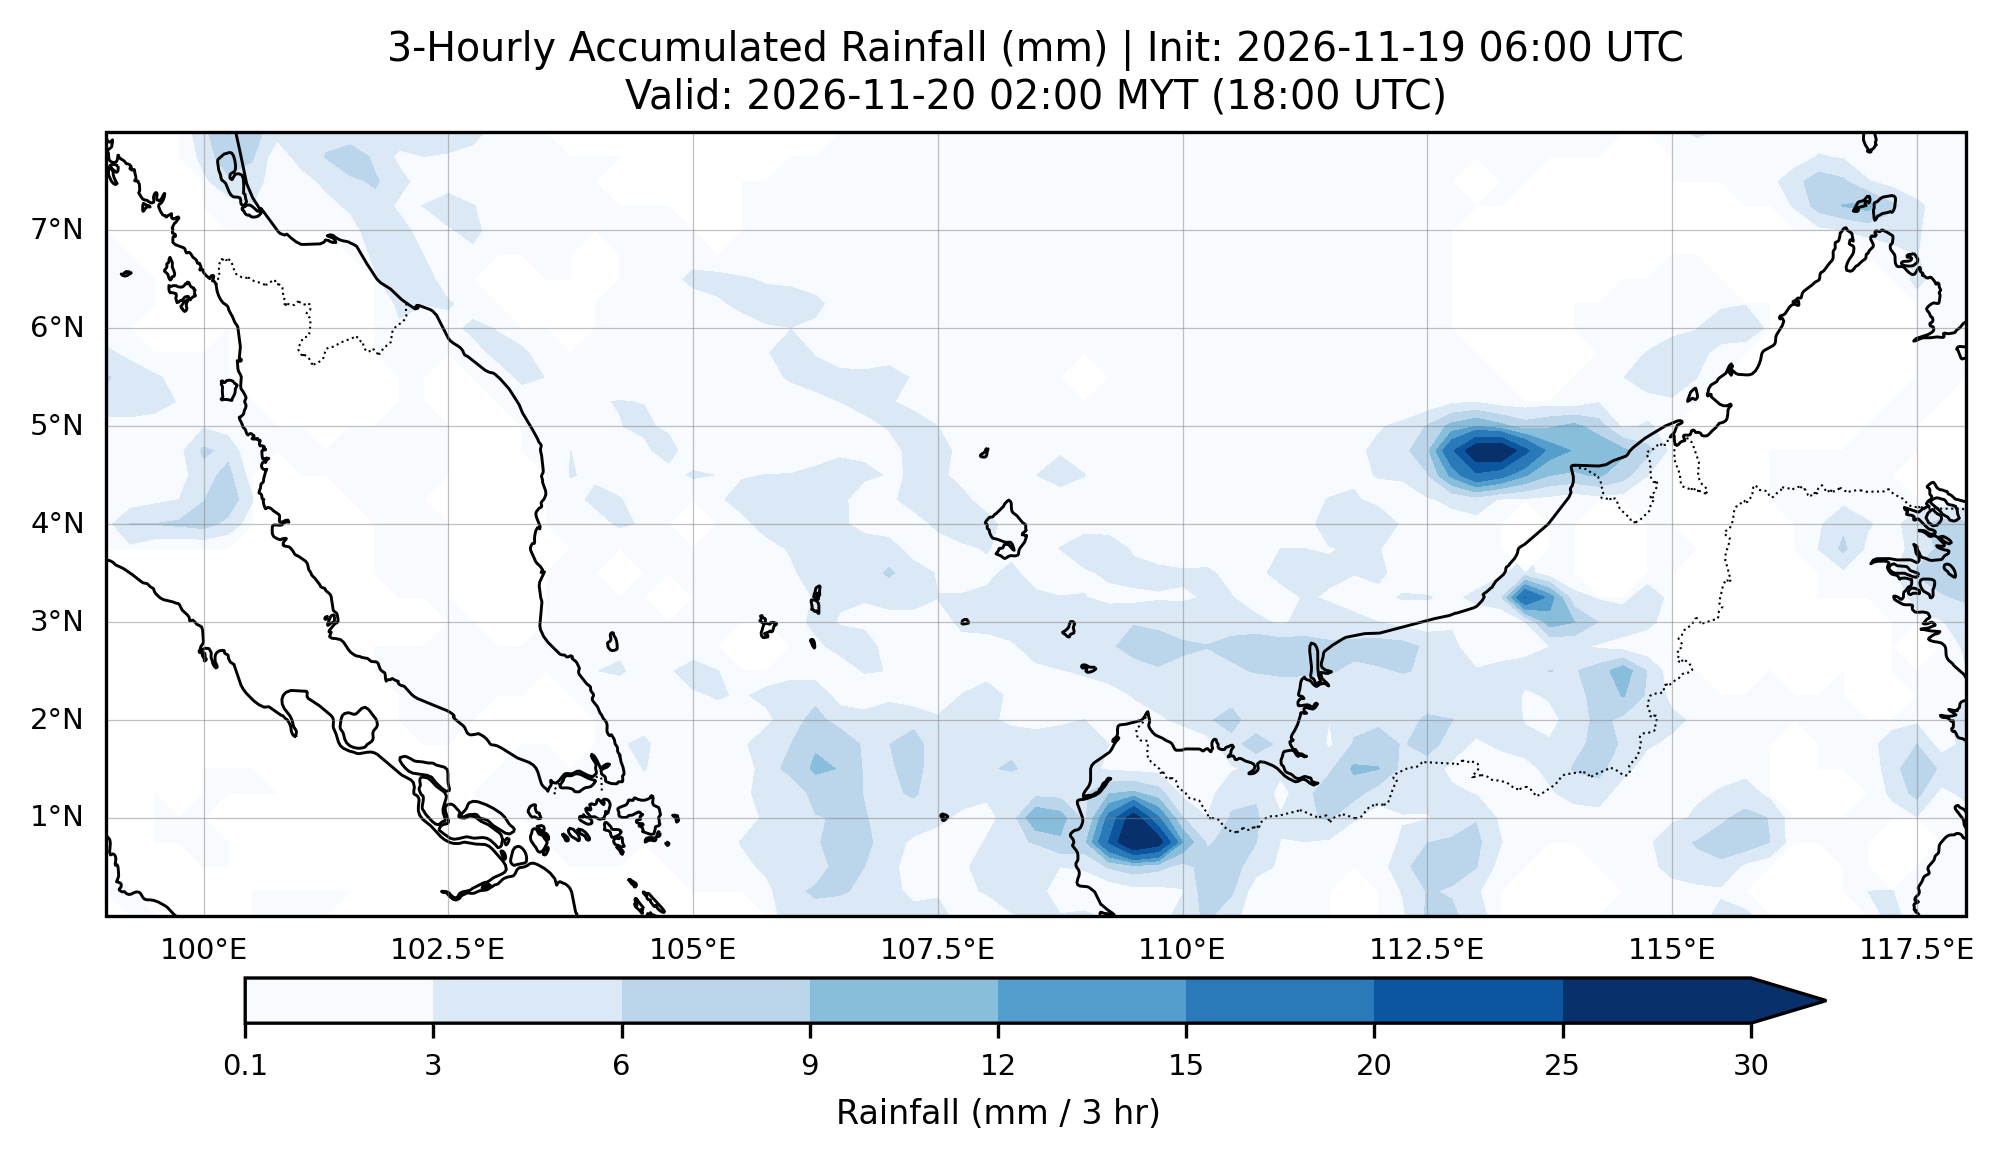 3-Hourly Accumulated Rainfall (mm) | Init: 2026-11-19 06:00 UTC
Valid: 2026-11-20 02:00 MYT (18:00 UTC)
7°N
6°N
5°N
4°N
3°N
2°N
1°N
100°E 102.5°E 105°E 107.5°E 110°E 112.5°E 115°E 117.5°E
0.1 3 6 9 12 15 20 25 30
Rainfall (mm / 3 hr)